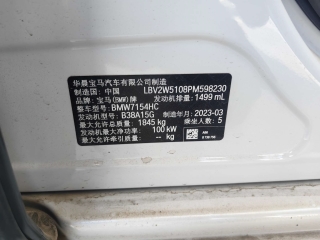 华晨宝马汽车有限公司制造
制造国：中国 LBV2W5108PM598230
品牌：宝马(BMW)牌 发动机排量：1499 mL
整车型号：BMW7154HC
发动机型号：B38A15G 制造年月：2023-03
最大允许总质量：1845 kg 乘坐人数：5
发动机最大净功率：100 kW
最大允许牵引质量：-- kg